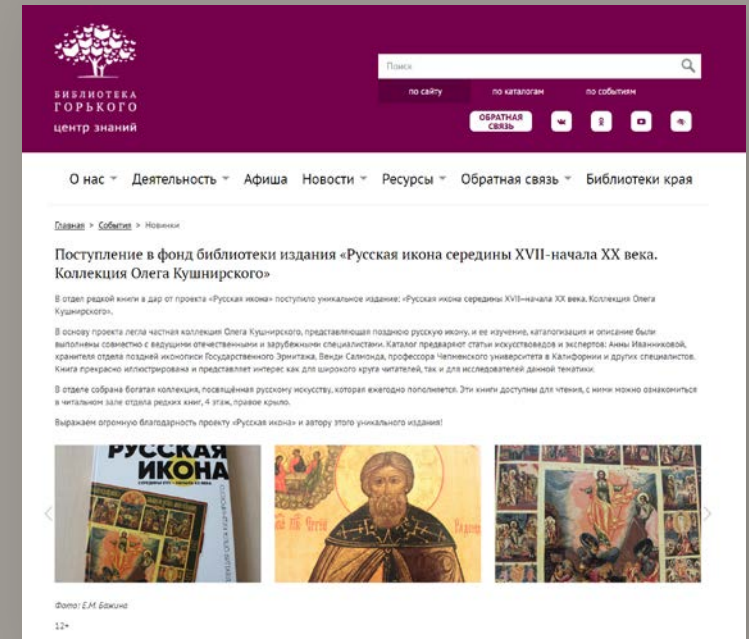 БИБЛИОТЕКА
ГОРЬКОГО
центр знаний
Поиск
по сайту по каталогам по событиям
ОБРАТНАЯ
СВЯЗЬ
О нас Деятельность Афиша Новости Ресурсы Обратная связь Библиотеки края
Главная > События > Новинки
Поступление в фонд библиотеки издания «Русская икона середины XVII-начала XX века.
Коллекция Олега Кушнирского»
В отдел редкой книги в дар от проекта «Русская икона» поступило уникальное издание: «Русская икона середины XVII–начала XX века. Коллекция Олега
Кушнирского».
В основу проекта легла частная коллекция Олега Кушнирского, представляющая позднюю русскую икону, и ее изучение, каталогизация и описание были
выполнены совместно с ведущими отечественными и зарубежными специалистами. Каталог предваряют статьи искусствоведов и экспертов: Анны Иванниковой,
хранителя отдела поздней иконописи Государственного Эрмитажа, Венди Салмонда, профессора Чепменского университета в Калифорнии и других специалистов.
Книга прекрасно иллюстрирована и представляет интерес как для широкого круга читателей, так и для исследователей данной тематики.
В отделе собрана богатая коллекция, посвящённая русскому искусству, которая ежегодно пополняется. Эти книги доступны для чтения, с ними можно ознакомиться
в читальном зале отдела редких книг, 4 этаж, правое крыло.
Выражаем огромную благодарность проекту «Русская икона» и автору этого уникального издания!
РУССКАЯ
ИКОНА
Фото: Е.М. Бажина
12+